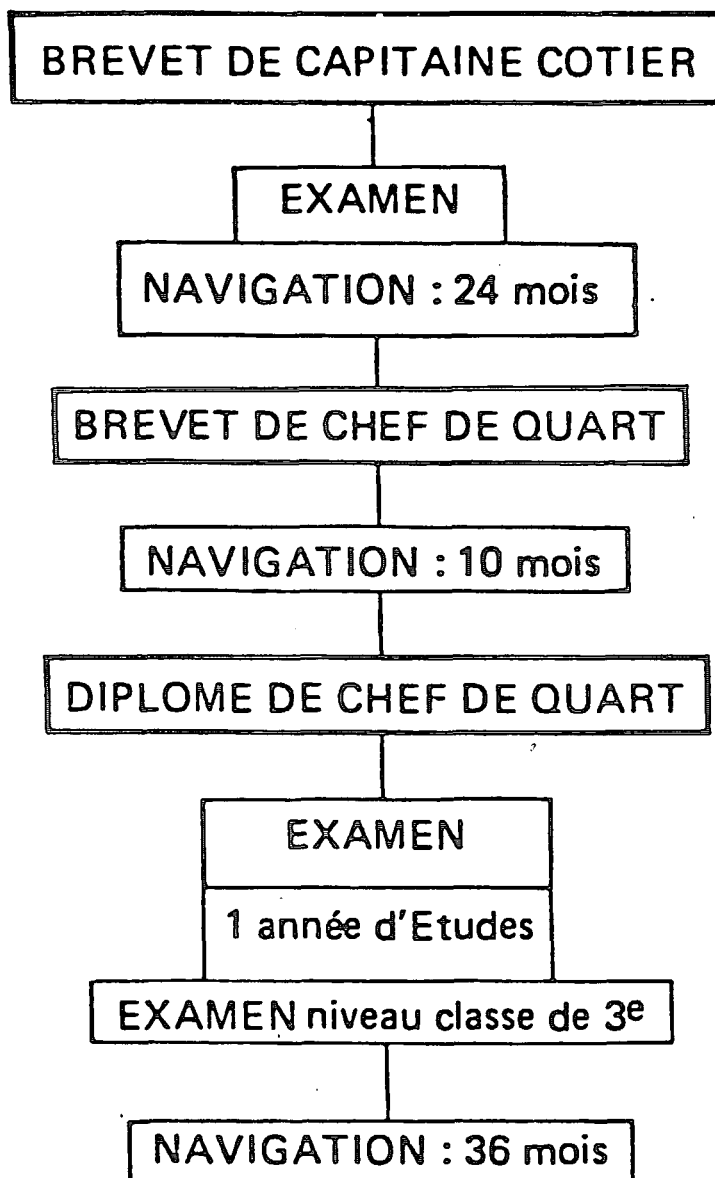 BREVET DE CAPITAINE COTIER
EXAMEN
NAVIGATION : 24 mois
BREVET DE CHEF DE QUART
NAVIGATION : 10 mois
DIPLOME DE CHEF DE QUART
EXAMEN
1 année d'Etudes
EXAMEN niveau classe de 3e
NAVIGATION : 36 mois